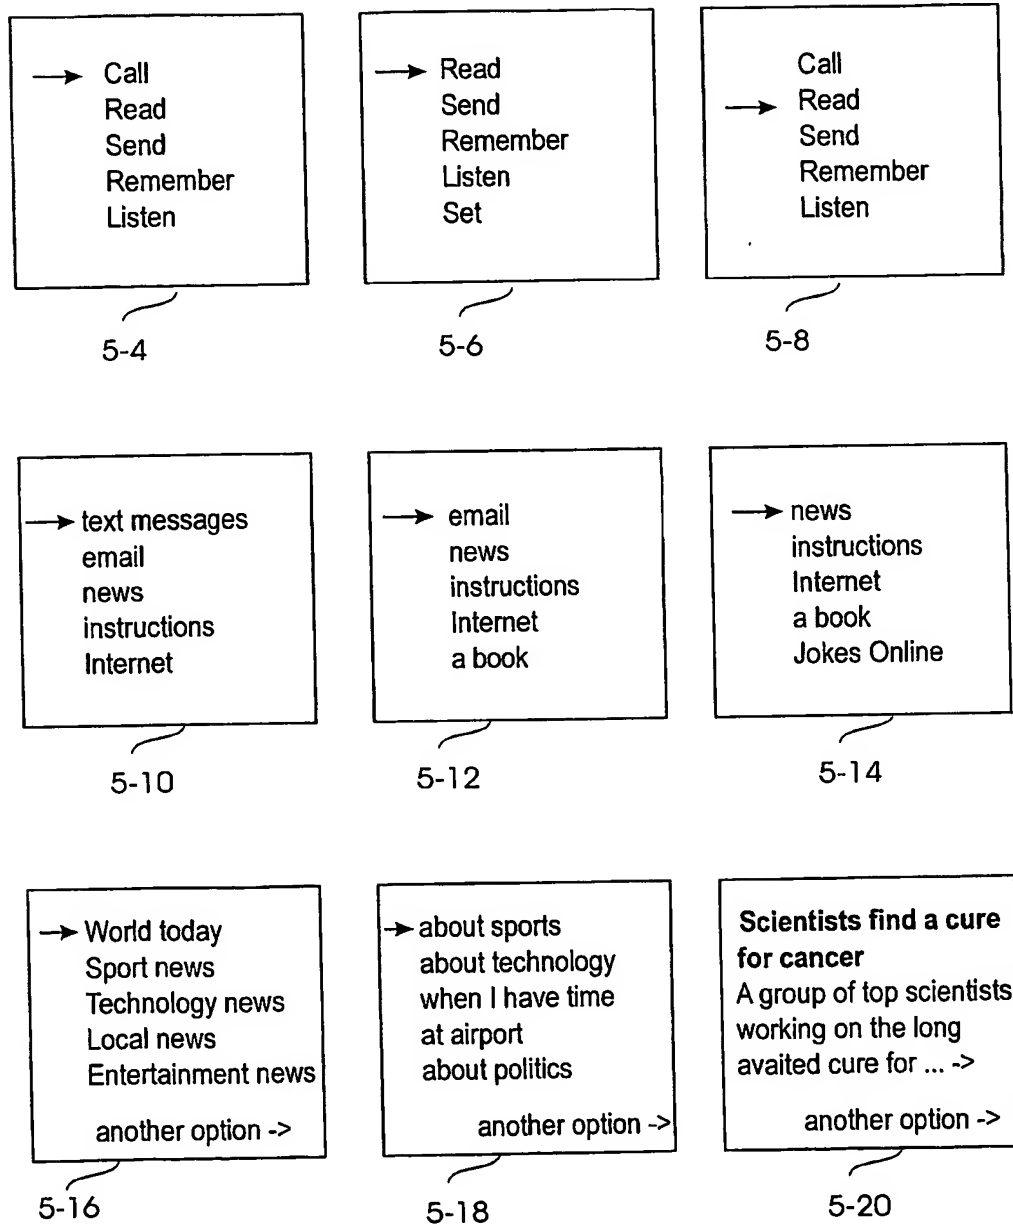 Call
Read
Send
Remember
Listen
5-4
Read
Send
Remember
Listen
Set
5-6
Call
Read
Send
Remember
Listen
5-8
text messages
email
news
instructions
Internet
5-10
email
news
instructions
Internet
a book
5-12
news
instructions
Internet
a book
Jokes Online
5-14
World today
Sport news
Technology news
Local news
Entertainment news
another option ->
5-16
about sports
about technology
when I have time
at airport
about politics
another option ->
5-18
Scientists find a cure
for cancer
A group of top scientists
working on the long
avaited cure for ... ->
another option ->
5-20